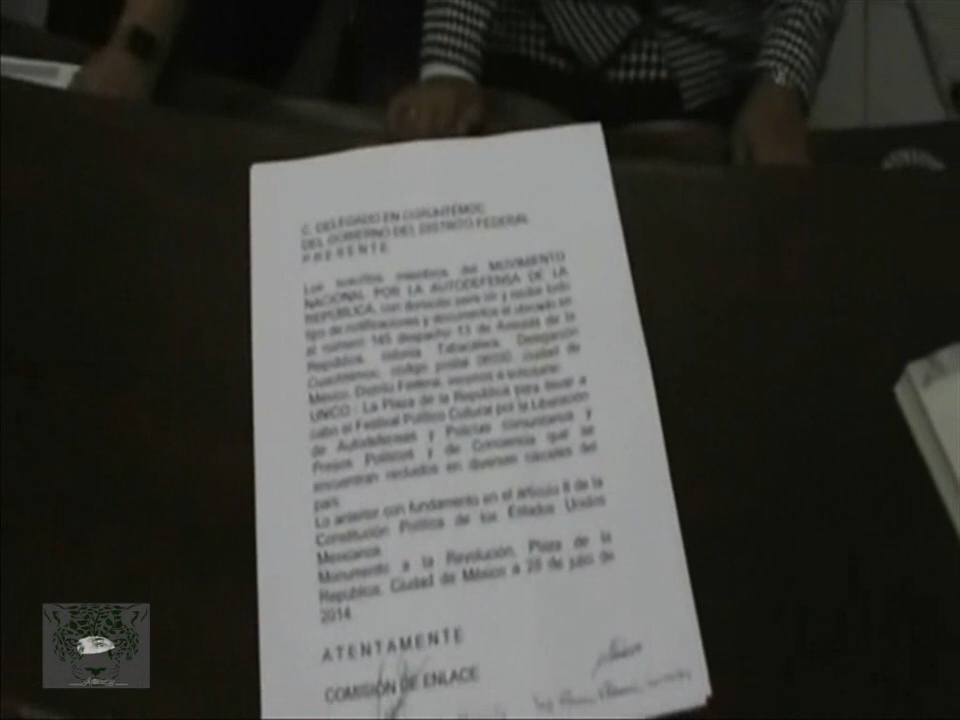 C. DELEGADO EN CUAUHTÉMOC
DEL GOBIERNO DEL DISTRITO FEDERAL
P R E S E N T E
Los suscritos miembros del MOVIMIENTO
NACIONAL POR LA AUTODEFENSA DE LA
REPÚBLICA, con domicilio para oír y recibir todo
tipo de notificaciones y documentos el ubicado en
el número 145 despacho 13 de Avenida de la
República, colonia Tabacalera, Delegación
Cuauhtémoc, código postal ciudad de
México, Distrito Federal, venimos a solicitarle:
UNICO.- La Plaza de la República para llevar a
cabo el Festival Político Cultural por la Liberación
de Autodefensas y Policías comunitarios y
Presos Políticos y de Conciencia que se
encuentran recluidos en diversas cárceles del
país.
Lo anterior con fundamento en el artículo 8 de la
Constitución Política de los Estados Unidos
Mexicanos.
Monumento a la Revolución, Plaza de la
República, Ciudad de México a 28 de julio de
2014.
A T E N T A M E N T E
COMISIÓN DE ENLACE